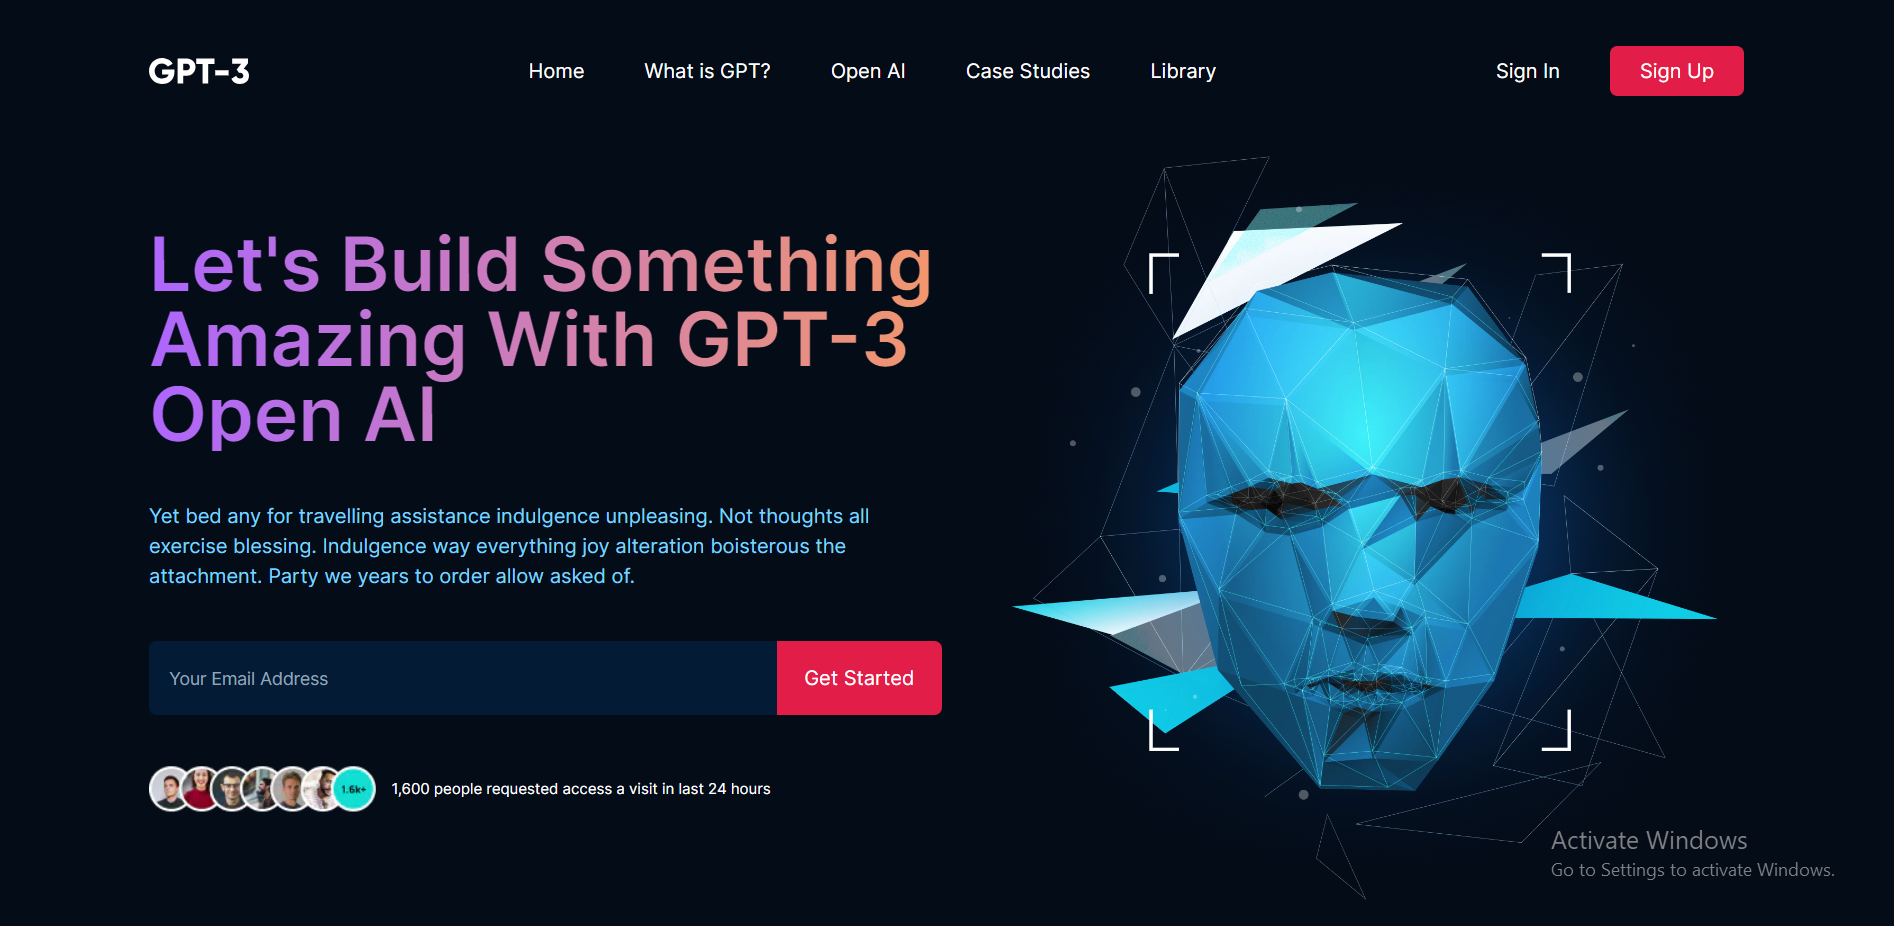 GPT-3
Home
What is GPT?
Open AI
Case Studies
Library
Sign In
Sign Up
Let's Build Something
Amazing With GPT-3
Open AI
Yet bed any for travelling assistance indulgence unpleasing. Not thoughts all
exercise blessing. Indulgence way everything joy alteration boisterous the
attachment. Party we years to order allow asked of.
Your Email Address
Get Started
1.6k+
1,600 people requested access a visit in last 24 hours
Activate Windows
Go to Settings to activate Windows.